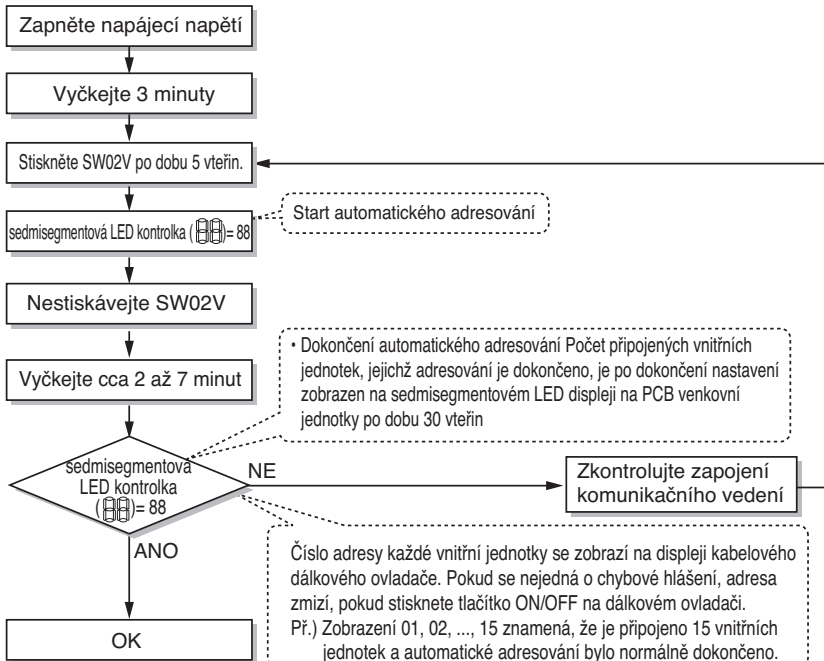 Zapněte napájecí napětí
Vyčkejte 3 minuty
Stiskněte SW02V po dobu 5 vteřin.
sedmisegmentová LED kontrolka (88)= 88
Start automatického adresování
Nestiskávejte SW02V
Vyčkejte cca 2 až 7 minut
• Dokončení automatického adresování Počet připojených vnitřních
jednotek, jejichž adresování je dokončeno, je po dokončení nastavení
zobrazen na sedmisegmentovém LED displeji na PCB venkovní
jednotky po dobu 30 vteřin
sedmisegmentová
LED kontrolka
(88)= 88
NE
Zkontrolujte zapojení
komunikačního vedení
ANO
OK
Číslo adresy každé vnitřní jednotky se zobrazí na displeji kabelového
dálkového ovladače. Pokud se nejedná o chybové hlášení, adresa
zmizí, pokud stisknete tlačítko ON/OFF na dálkovém ovladači.
Př.) Zobrazení 01, 02, ..., 15 znamená, že je připojeno 15 vnitřních
jednotek a automatické adresování bylo normálně dokončeno.